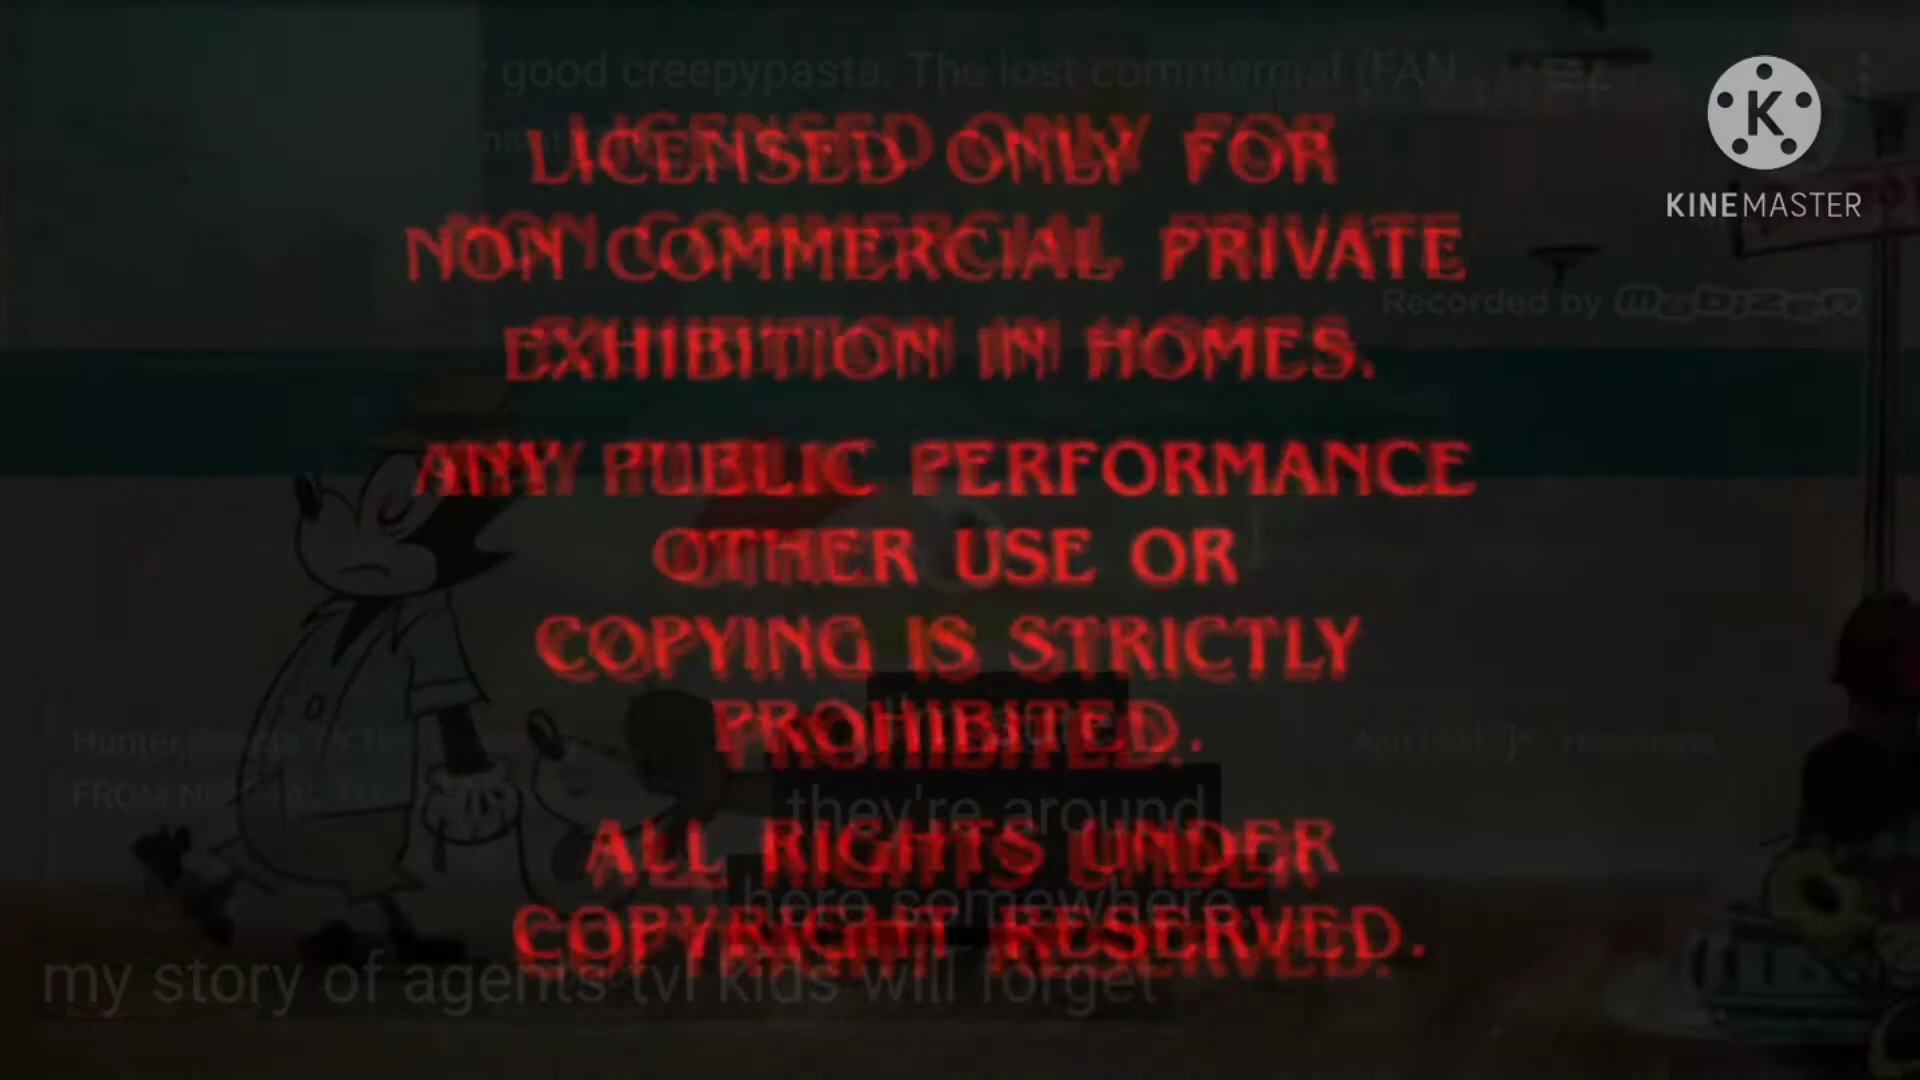 good creepypasta. The lost commercial (FAN
LICENSED ONLY FOR
NON COMMERCIAL PRIVATE
EXHIBITION IN HOMES.
ANY PUBLIC PERFORMANCE
OTHER USE OR
COPYING IS STRICTLY
PROHIBITED.
ALL RIGHTS UNDER
COPYRIGHT RESERVED.
KINEMASTER
Recorded by mobizen
they're around
here somewhere
my story of agents tvl kids will forget